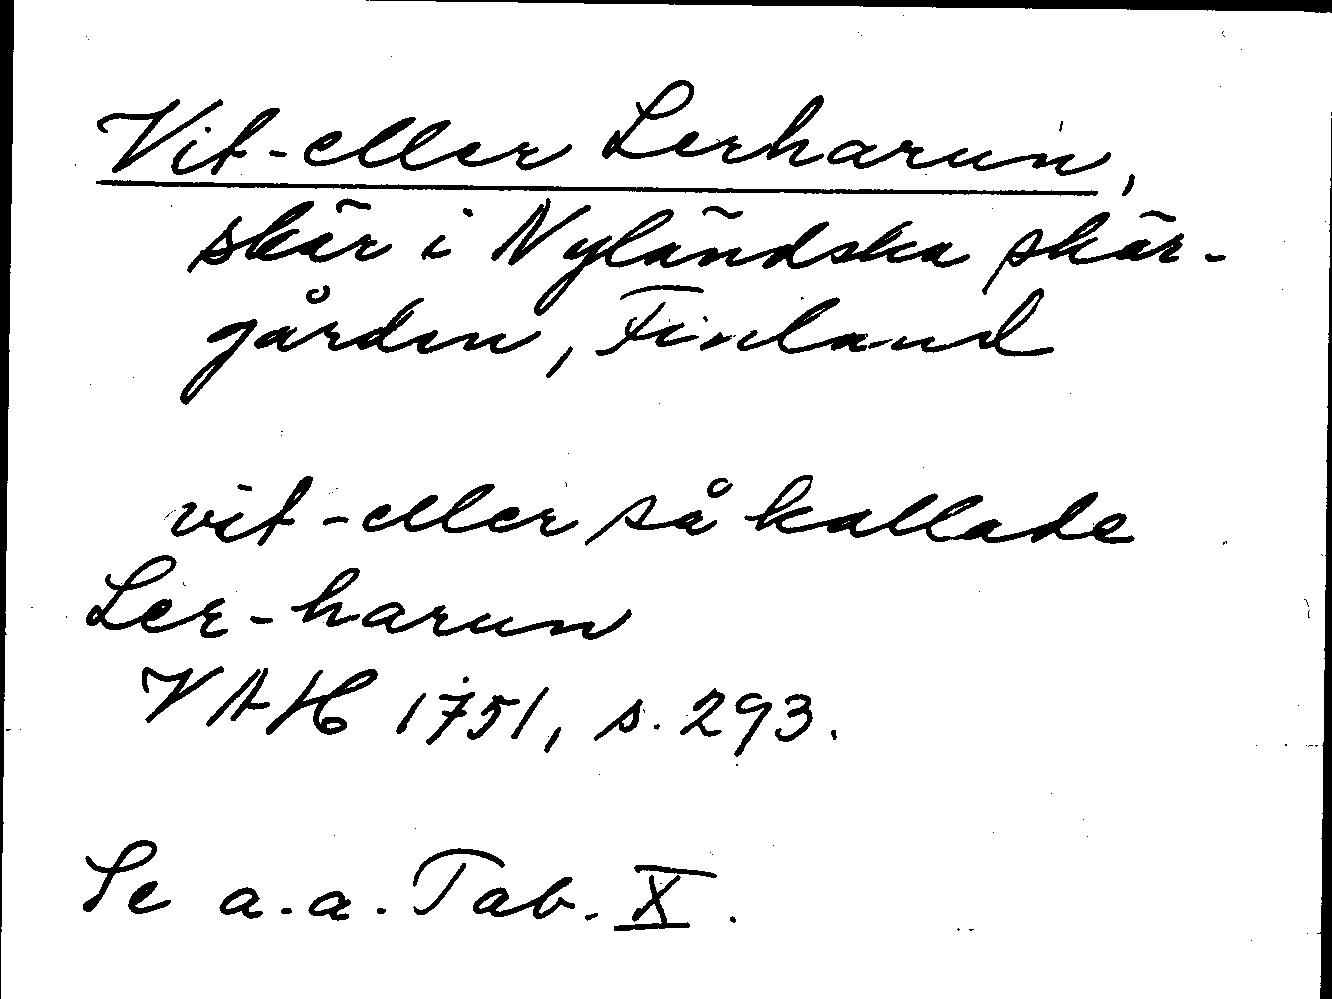 Vit- eller Lerharun,
skär i Nyländska skär-
gården, Finland
vit- eller så kallade
Ler-harun
VAH 1751, s. 293.
Se a.a. Tab. X.